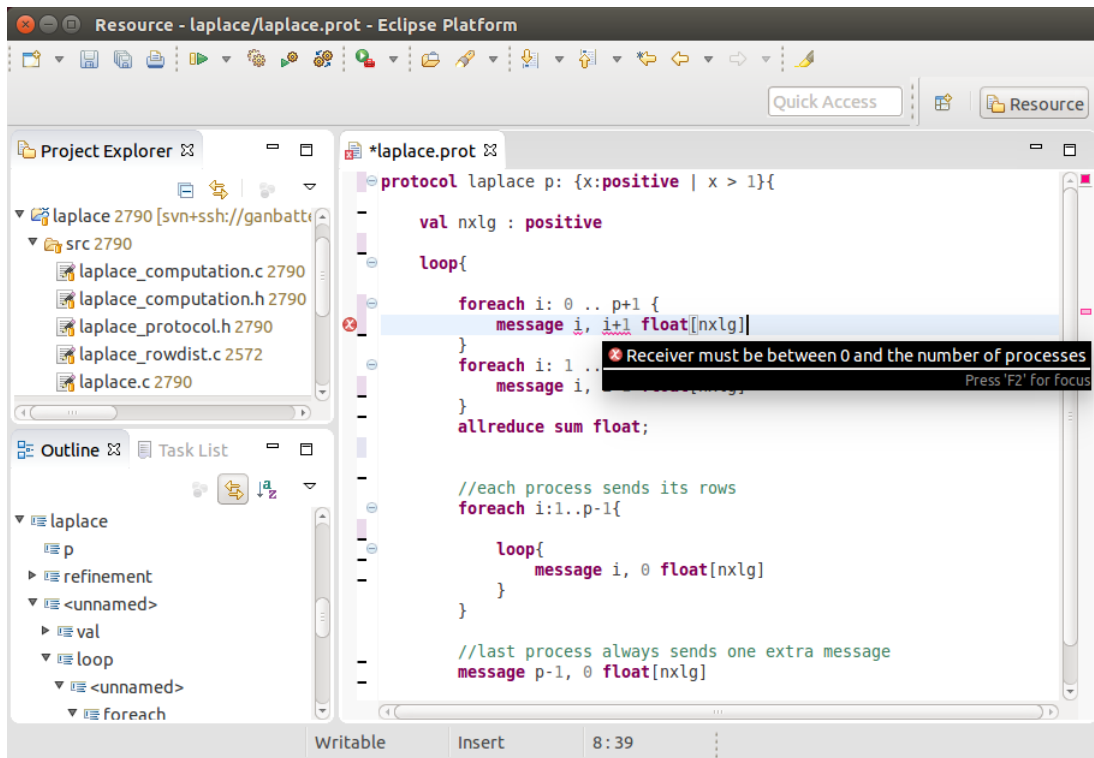 Resource - laplace/laplace.prot - Eclipse Platform
Quick Access
Resource
Project Explorer
laplace 2790 [svn+ssh://ganbatte
src 2790
laplace_computation.c 2790
laplace_computation.h 2790
laplace_protocol.h 2790
laplace_rowdist.c 2572
laplace.c 2790
Outline
Task List
laplace
p
refinement
<unnamed>
val
loop
<unnamed>
foreach
*laplace.prot
protocol laplace p: {x:positive | x > 1}{
val nxlg : positive
loop{
foreach i: 0 .. p+1 {
message i, i+1 float[nxlg]
}
Receiver must be between 0 and the number of processes
Press 'F2' for focus
foreach i: 1 ..
message i,
}
allreduce sum float;
//each process sends its rows
foreach i:1..p-1{
loop{
message i, 0 float[nxlg]
}
}
//last process always sends one extra message
message p-1, 0 float[nxlg]
Writable
Insert
8:39